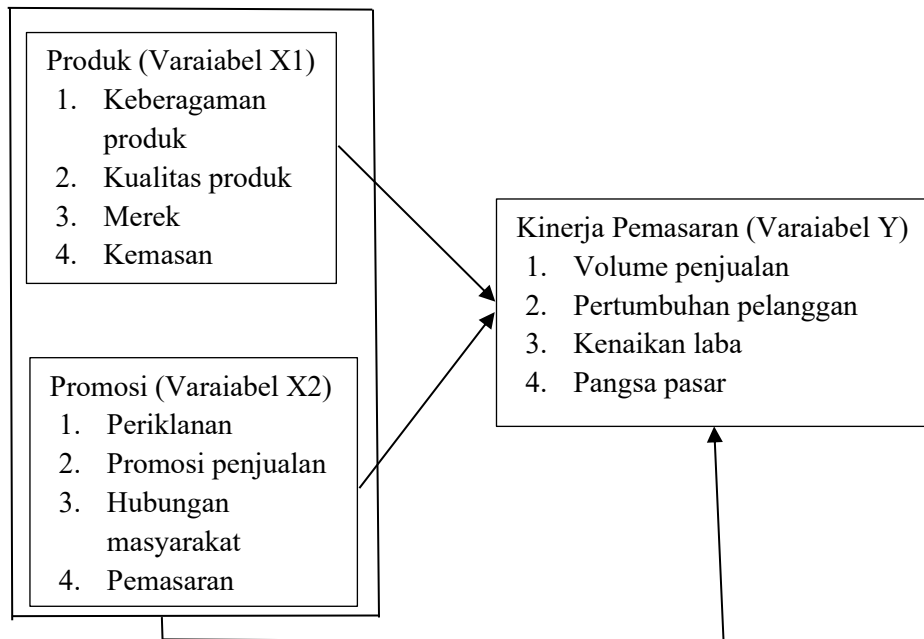 Produk (Varaiabel X1)
1. Keberagaman
produk
2. Kualitas produk
3. Merek
4. Kemasan
Promosi (Varaiabel X2)
1. Periklanan
2. Promosi penjualan
3. Hubungan
masyarakat
4. Pemasaran
Kinerja Pemasaran (Varaiabel Y)
1. Volume penjualan
2. Pertumbuhan pelanggan
3. Kenaikan laba
4. Pangsa pasar